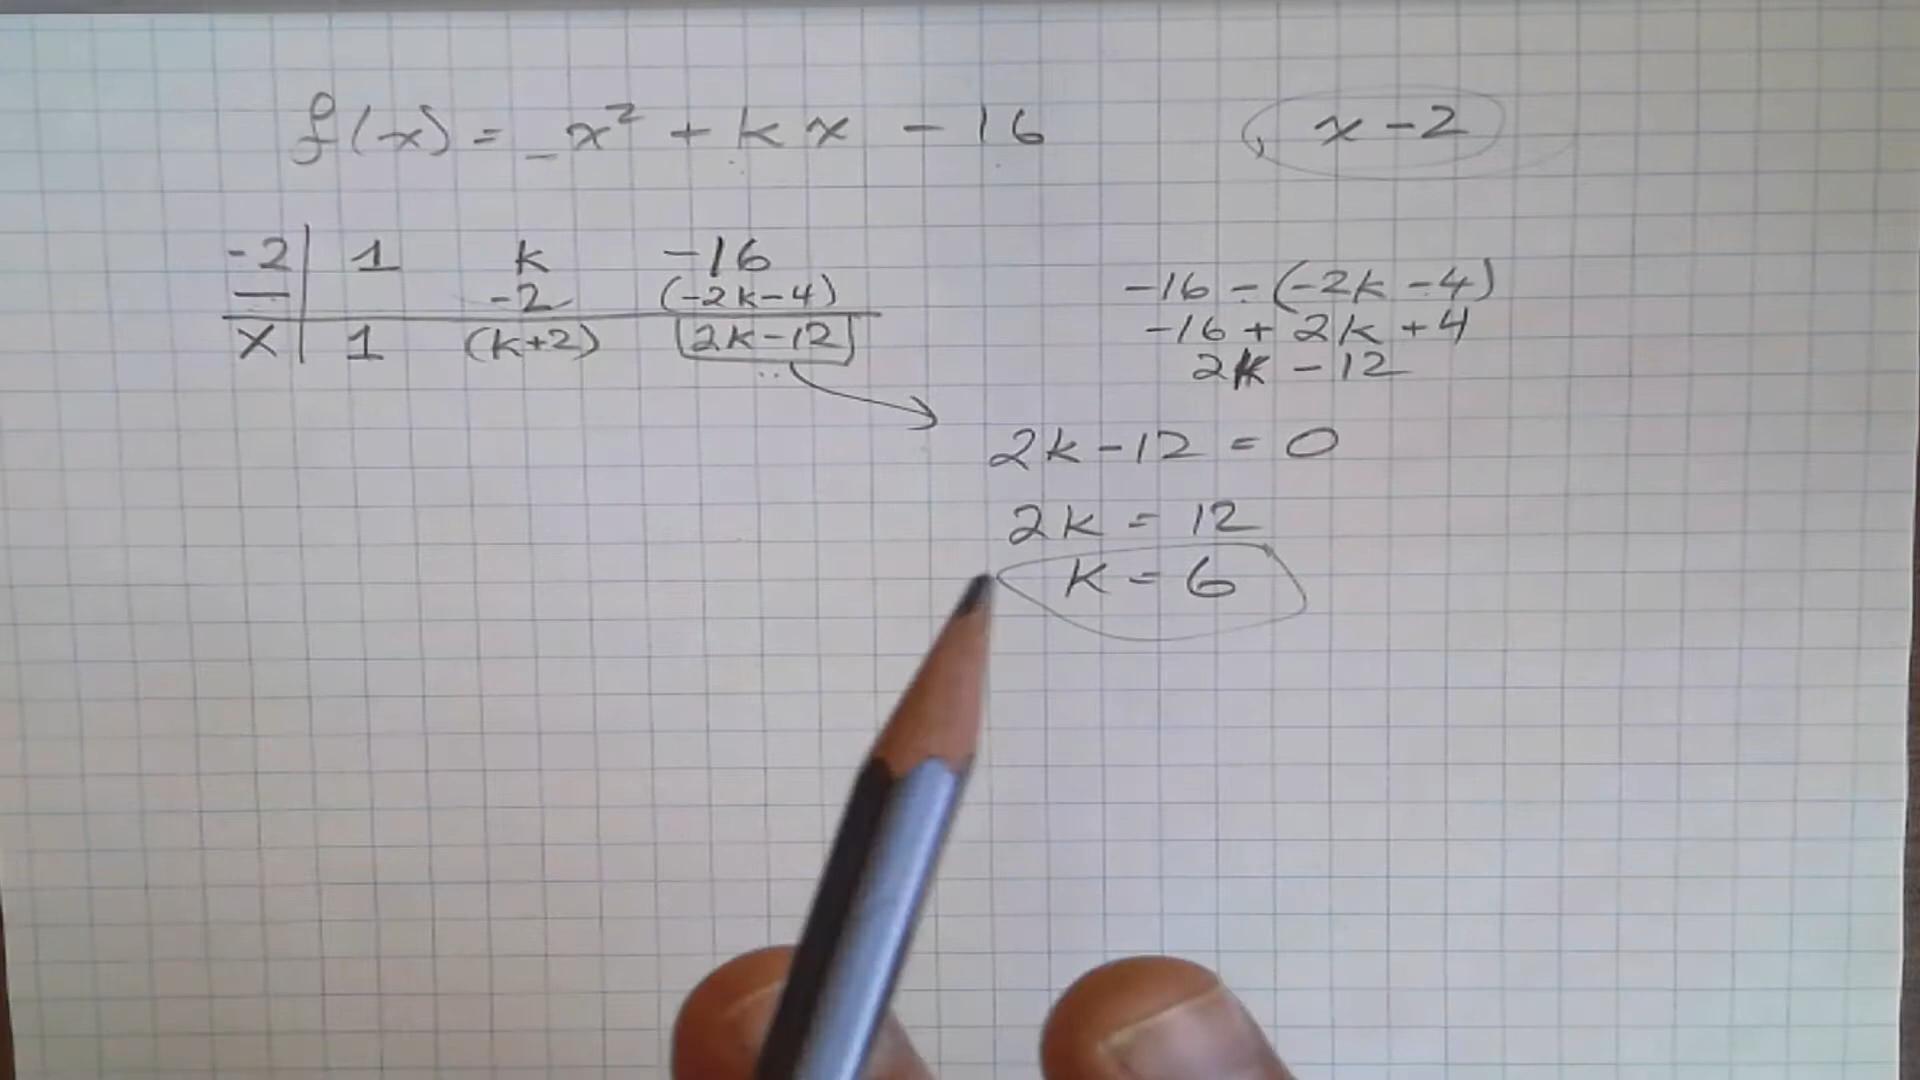 f(x) = x² + kx - 16 , x - 2
-2 | 1 k -16
- -2 (-2k-4)
x | 1 (k+2) 2k-12
-16 - (-2k - 4)
-16 + 2k + 4
2k - 12
2k - 12 = 0
2k = 12
k = 6